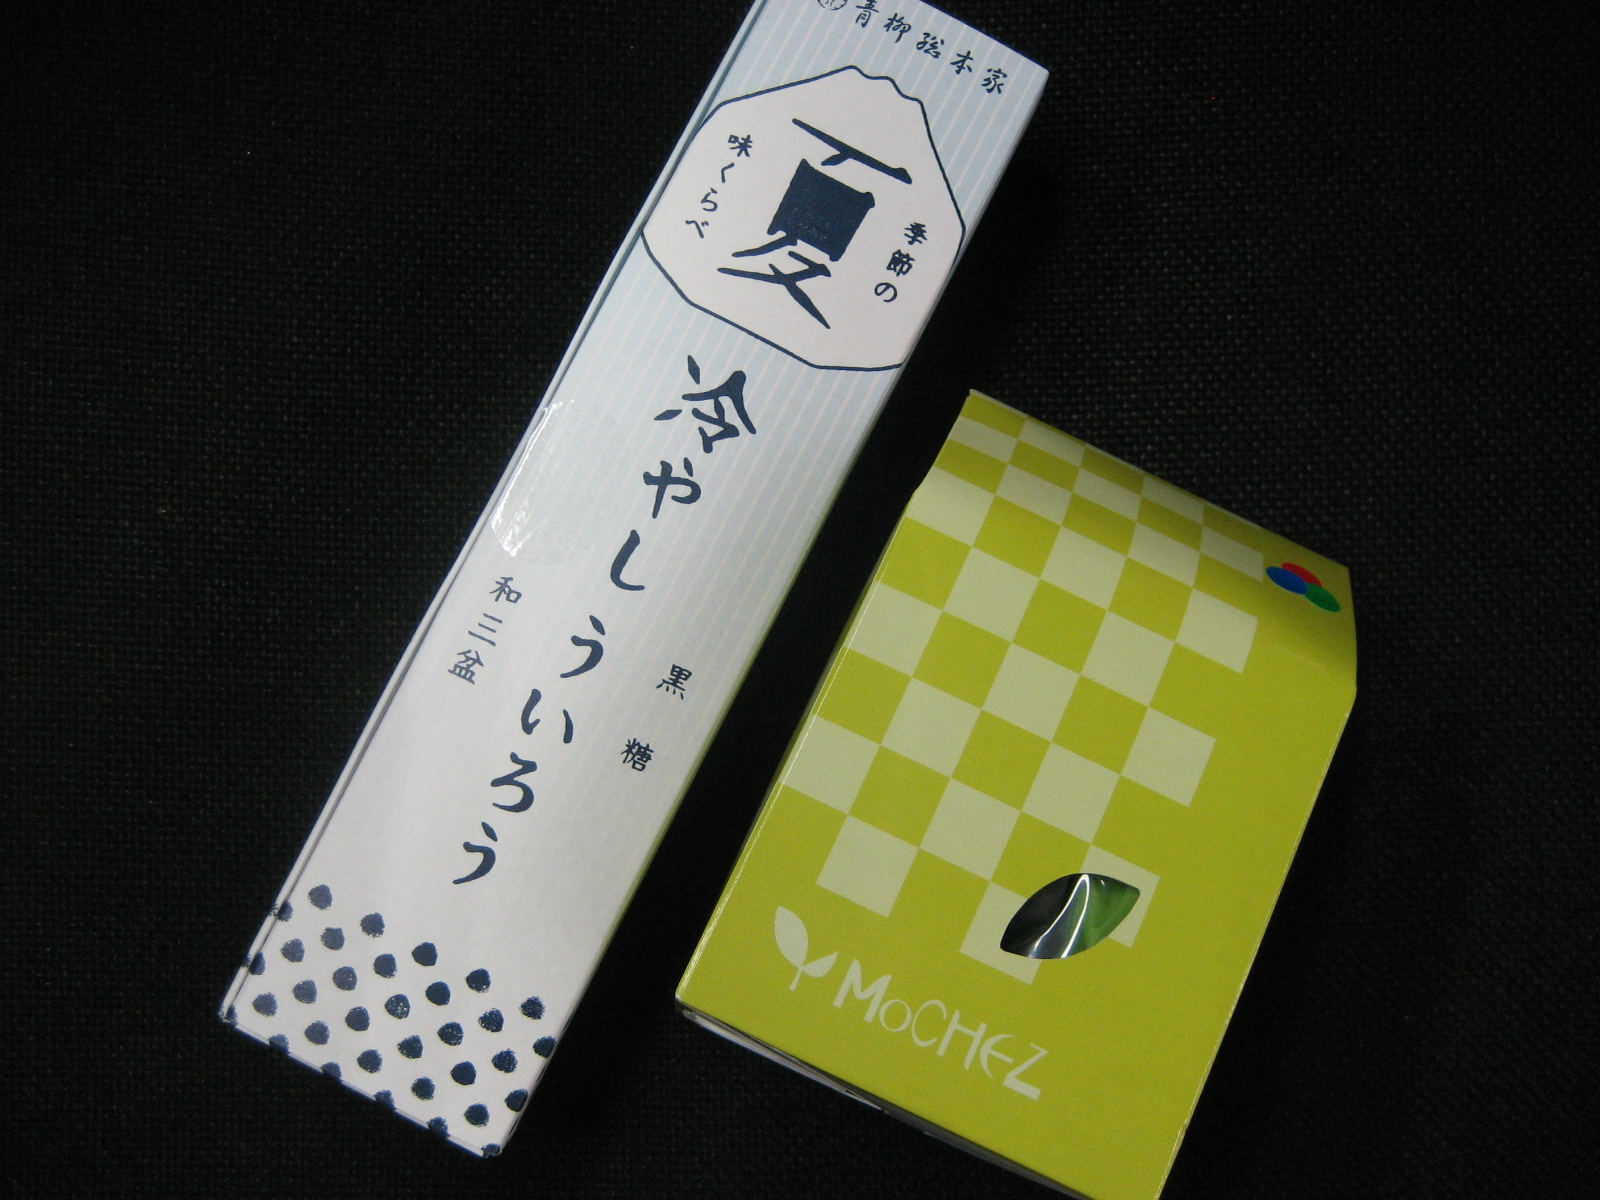 青柳総本家
夏
季節の
味くらべ
冷やしういろう
黒糖
和三盆
MOCHEZ